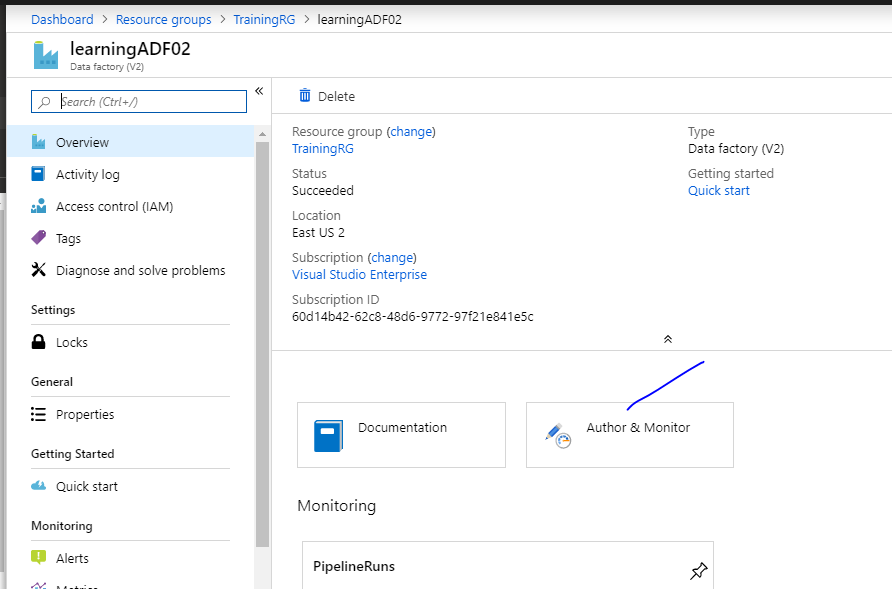 Dashboard > Resource groups > TrainingRG > learningADF02
learningADF02
Data factory (V2)
Search (Ctrl+/)
«
Overview
Activity log
Access control (IAM)
Tags
Diagnose and solve problems
Settings
Locks
General
Properties
Getting Started
Quick start
Monitoring
Alerts
Metrics
Delete
Resource group (change)
TrainingRG
Status
Succeeded
Location
East US 2
Subscription (change)
Visual Studio Enterprise
Subscription ID
60d14b42-62c8-48d6-9772-97f21e841e5c
Type
Data factory (V2)
Getting started
Quick start
Documentation
Author & Monitor
Monitoring
PipelineRuns